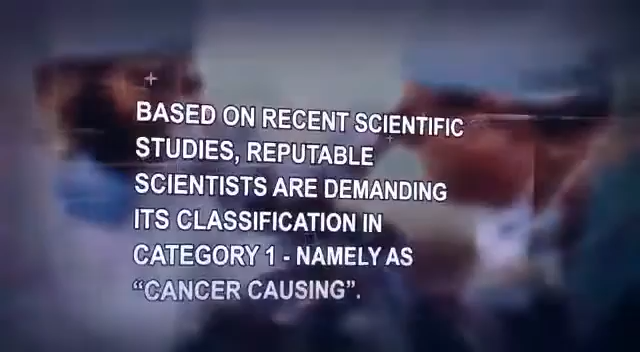 BASED ON RECENT SCIENTIFIC
STUDIES, REPUTABLE
SCIENTISTS ARE DEMANDING
ITS CLASSIFICATION IN
CATEGORY 1 - NAMELY AS
“CANCER CAUSING”.